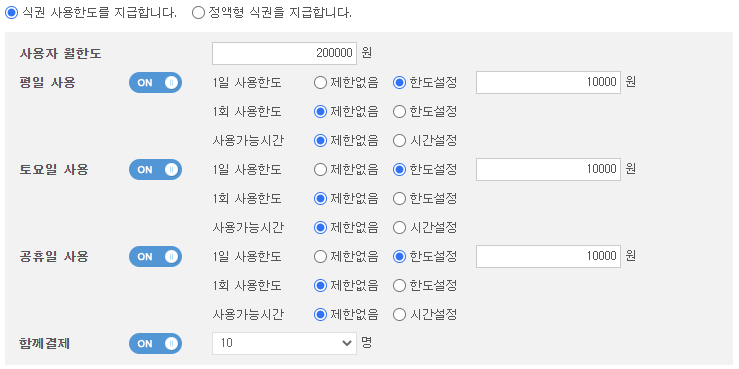 식권 사용한도를 지급합니다. 정액형 식권을 지급합니다.
사용자 월한도 200000 원
평일 사용 ON 1일 사용한도 제한없음 한도설정 10000 원
1회 사용한도 제한없음 한도설정
사용가능시간 제한없음 시간설정
토요일 사용 ON 1일 사용한도 제한없음 한도설정 10000 원
1회 사용한도 제한없음 한도설정
사용가능시간 제한없음 시간설정
공휴일 사용 ON 1일 사용한도 제한없음 한도설정 10000 원
1회 사용한도 제한없음 한도설정
사용가능시간 제한없음 시간설정
함께결제 ON 10 명